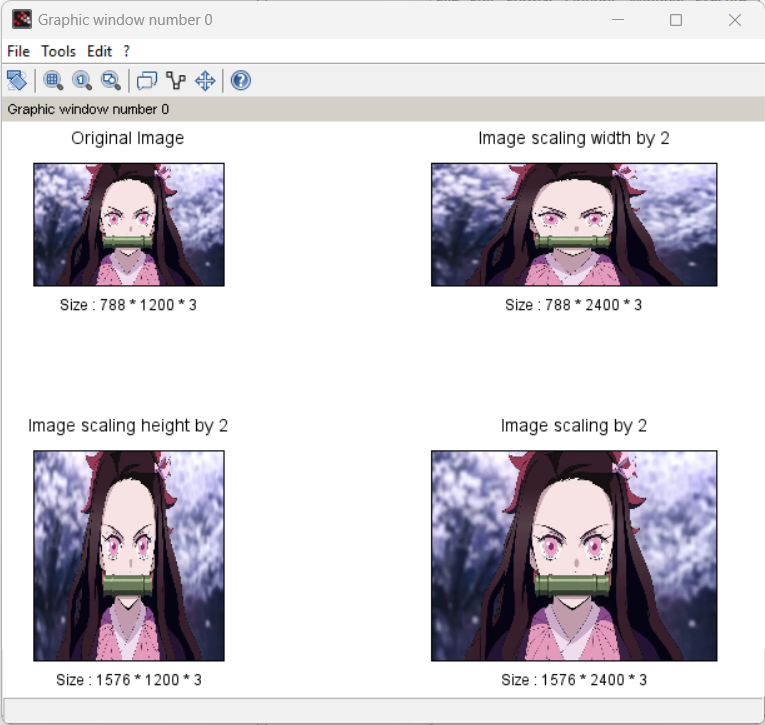 Graphic window number 0
File Tools Edit ?
Graphic window number 0
Original Image
Image scaling width by 2
Size : 788 * 1200 * 3
Size : 788 * 2400 * 3
Image scaling height by 2
Image scaling by 2
Size : 1576 * 1200 * 3
Size : 1576 * 2400 * 3